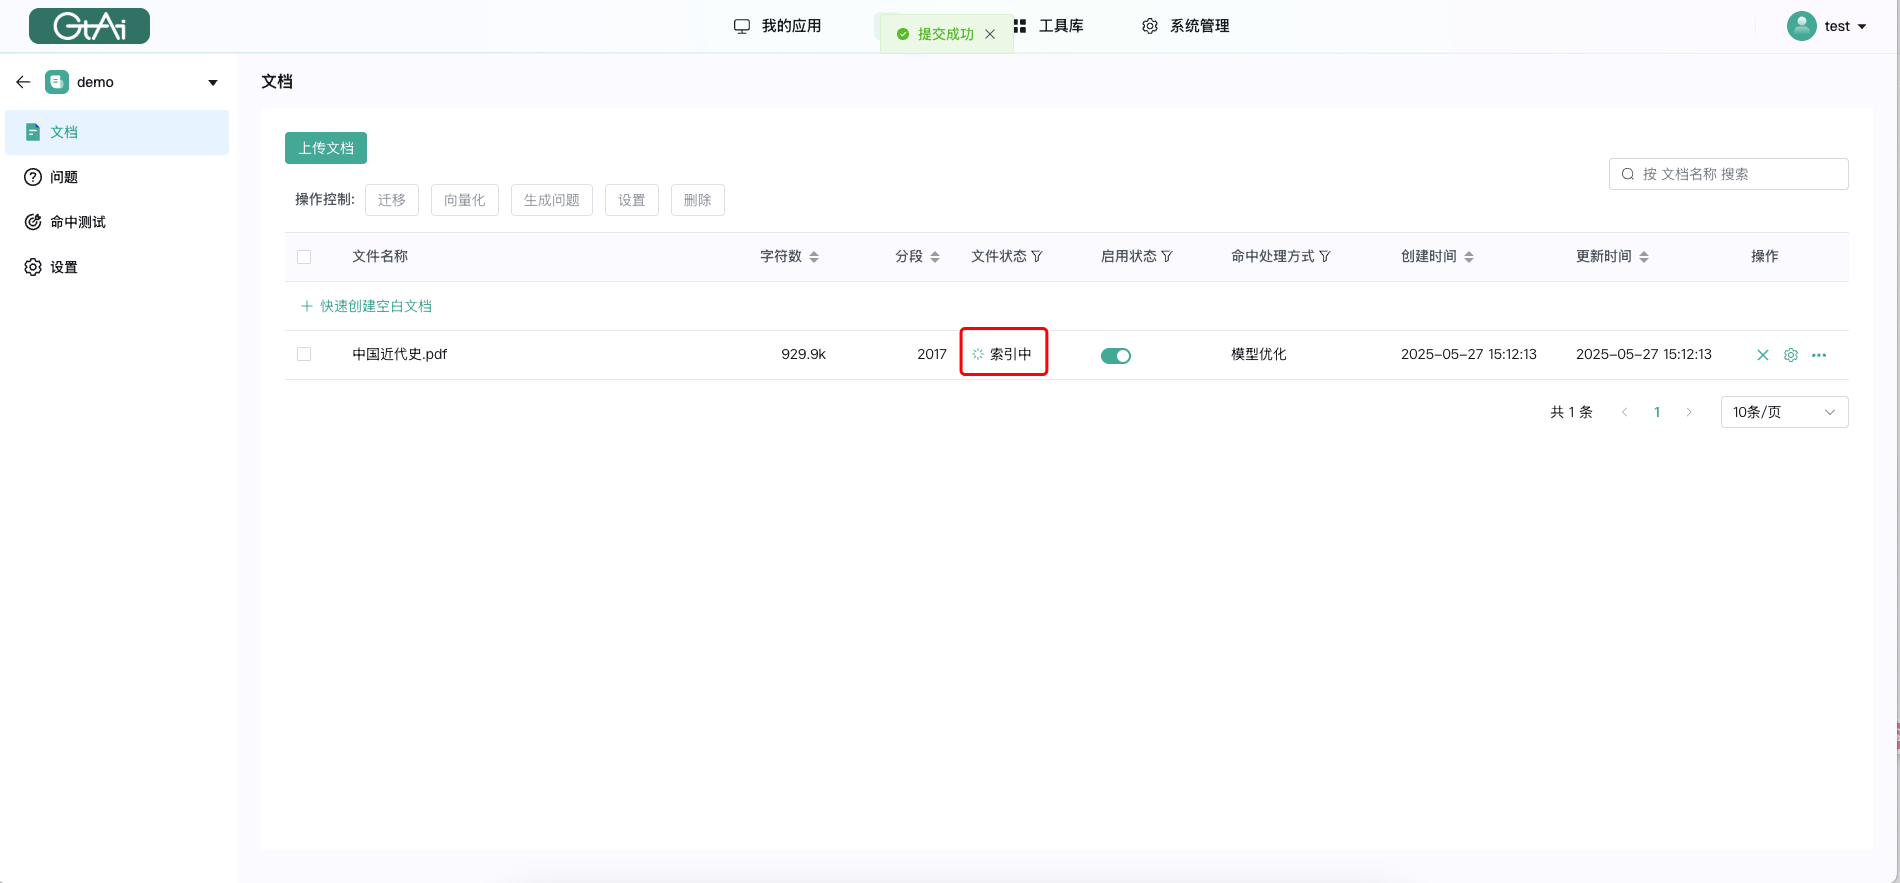 GtAi
我的应用
提交成功
工具库
系统管理
test
demo
文档
问题
命中测试
设置
文档
上传文档
按 文档名称 搜索
操作控制: 迁移 向量化 生成问题 设置 删除
文件名称 字符数 分段 文件状态 启用状态 命中处理方式 创建时间 更新时间 操作
快速创建空白文档
中国近代史.pdf 929.9k 2017 索引中 模型优化 2025-05-27 15:12:13 2025-05-27 15:12:13
共 1 条 1 10条/页